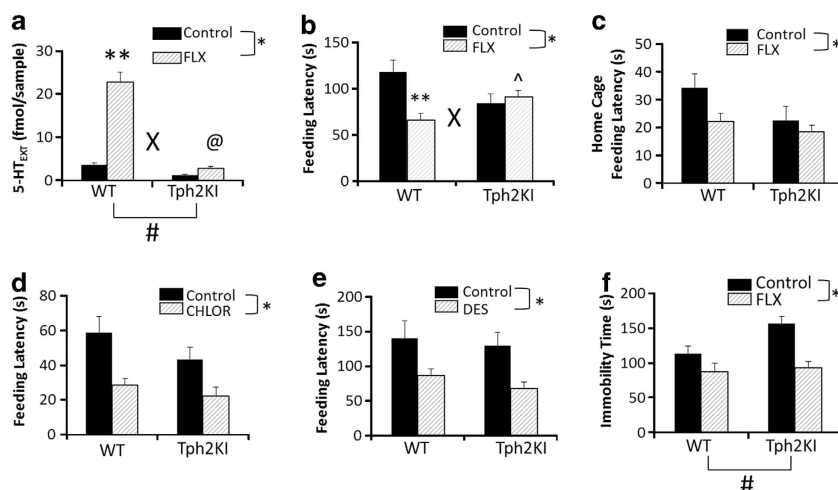 a
Control
FLX
*
5-HT_EXT (fmol/sample)
30
20
10
0
**
X
@
WT
Tph2KI
#
b
Control
FLX
*
Feeding Latency (s)
150
100
50
0
**
X
^
WT
Tph2KI
c
Control
FLX
*
Home Cage
Feeding Latency (s)
50
40
30
20
10
0
WT
Tph2KI
d
Control
CHLOR
*
Feeding Latency (s)
80
60
40
20
0
WT
Tph2KI
e
Control
DES
*
Feeding Latency (s)
200
150
100
50
0
WT
Tph2KI
f
Control
FLX
*
Immobility Time (s)
200
150
100
50
0
WT
Tph2KI
#